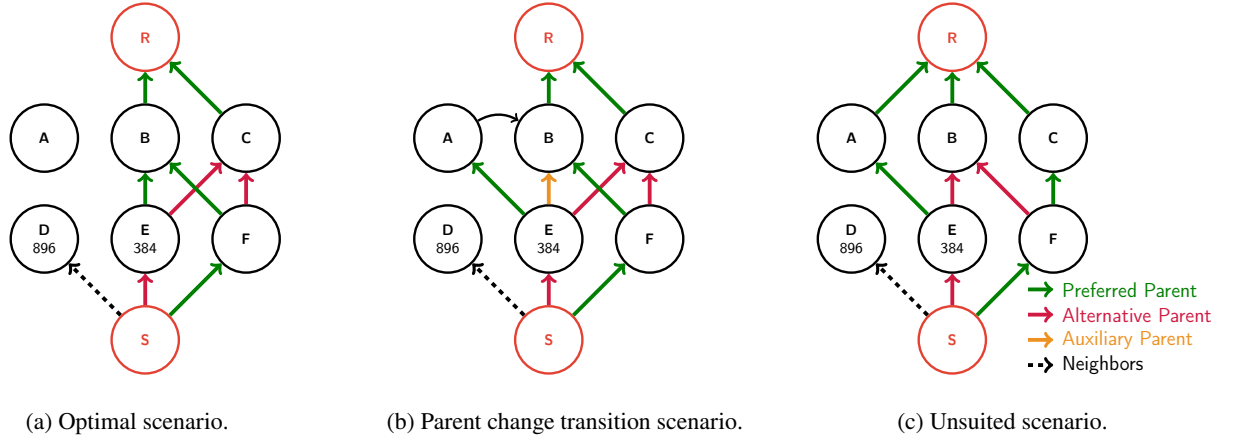 R R R
A B C A B C A B C
D E F D E F D E F
896 384 896 384 896 384
Preferred Parent
Alternative Parent
S S S
Auxiliary Parent
Neighbors
(a) Optimal scenario. (b) Parent change transition scenario. (c) Unsuited scenario.